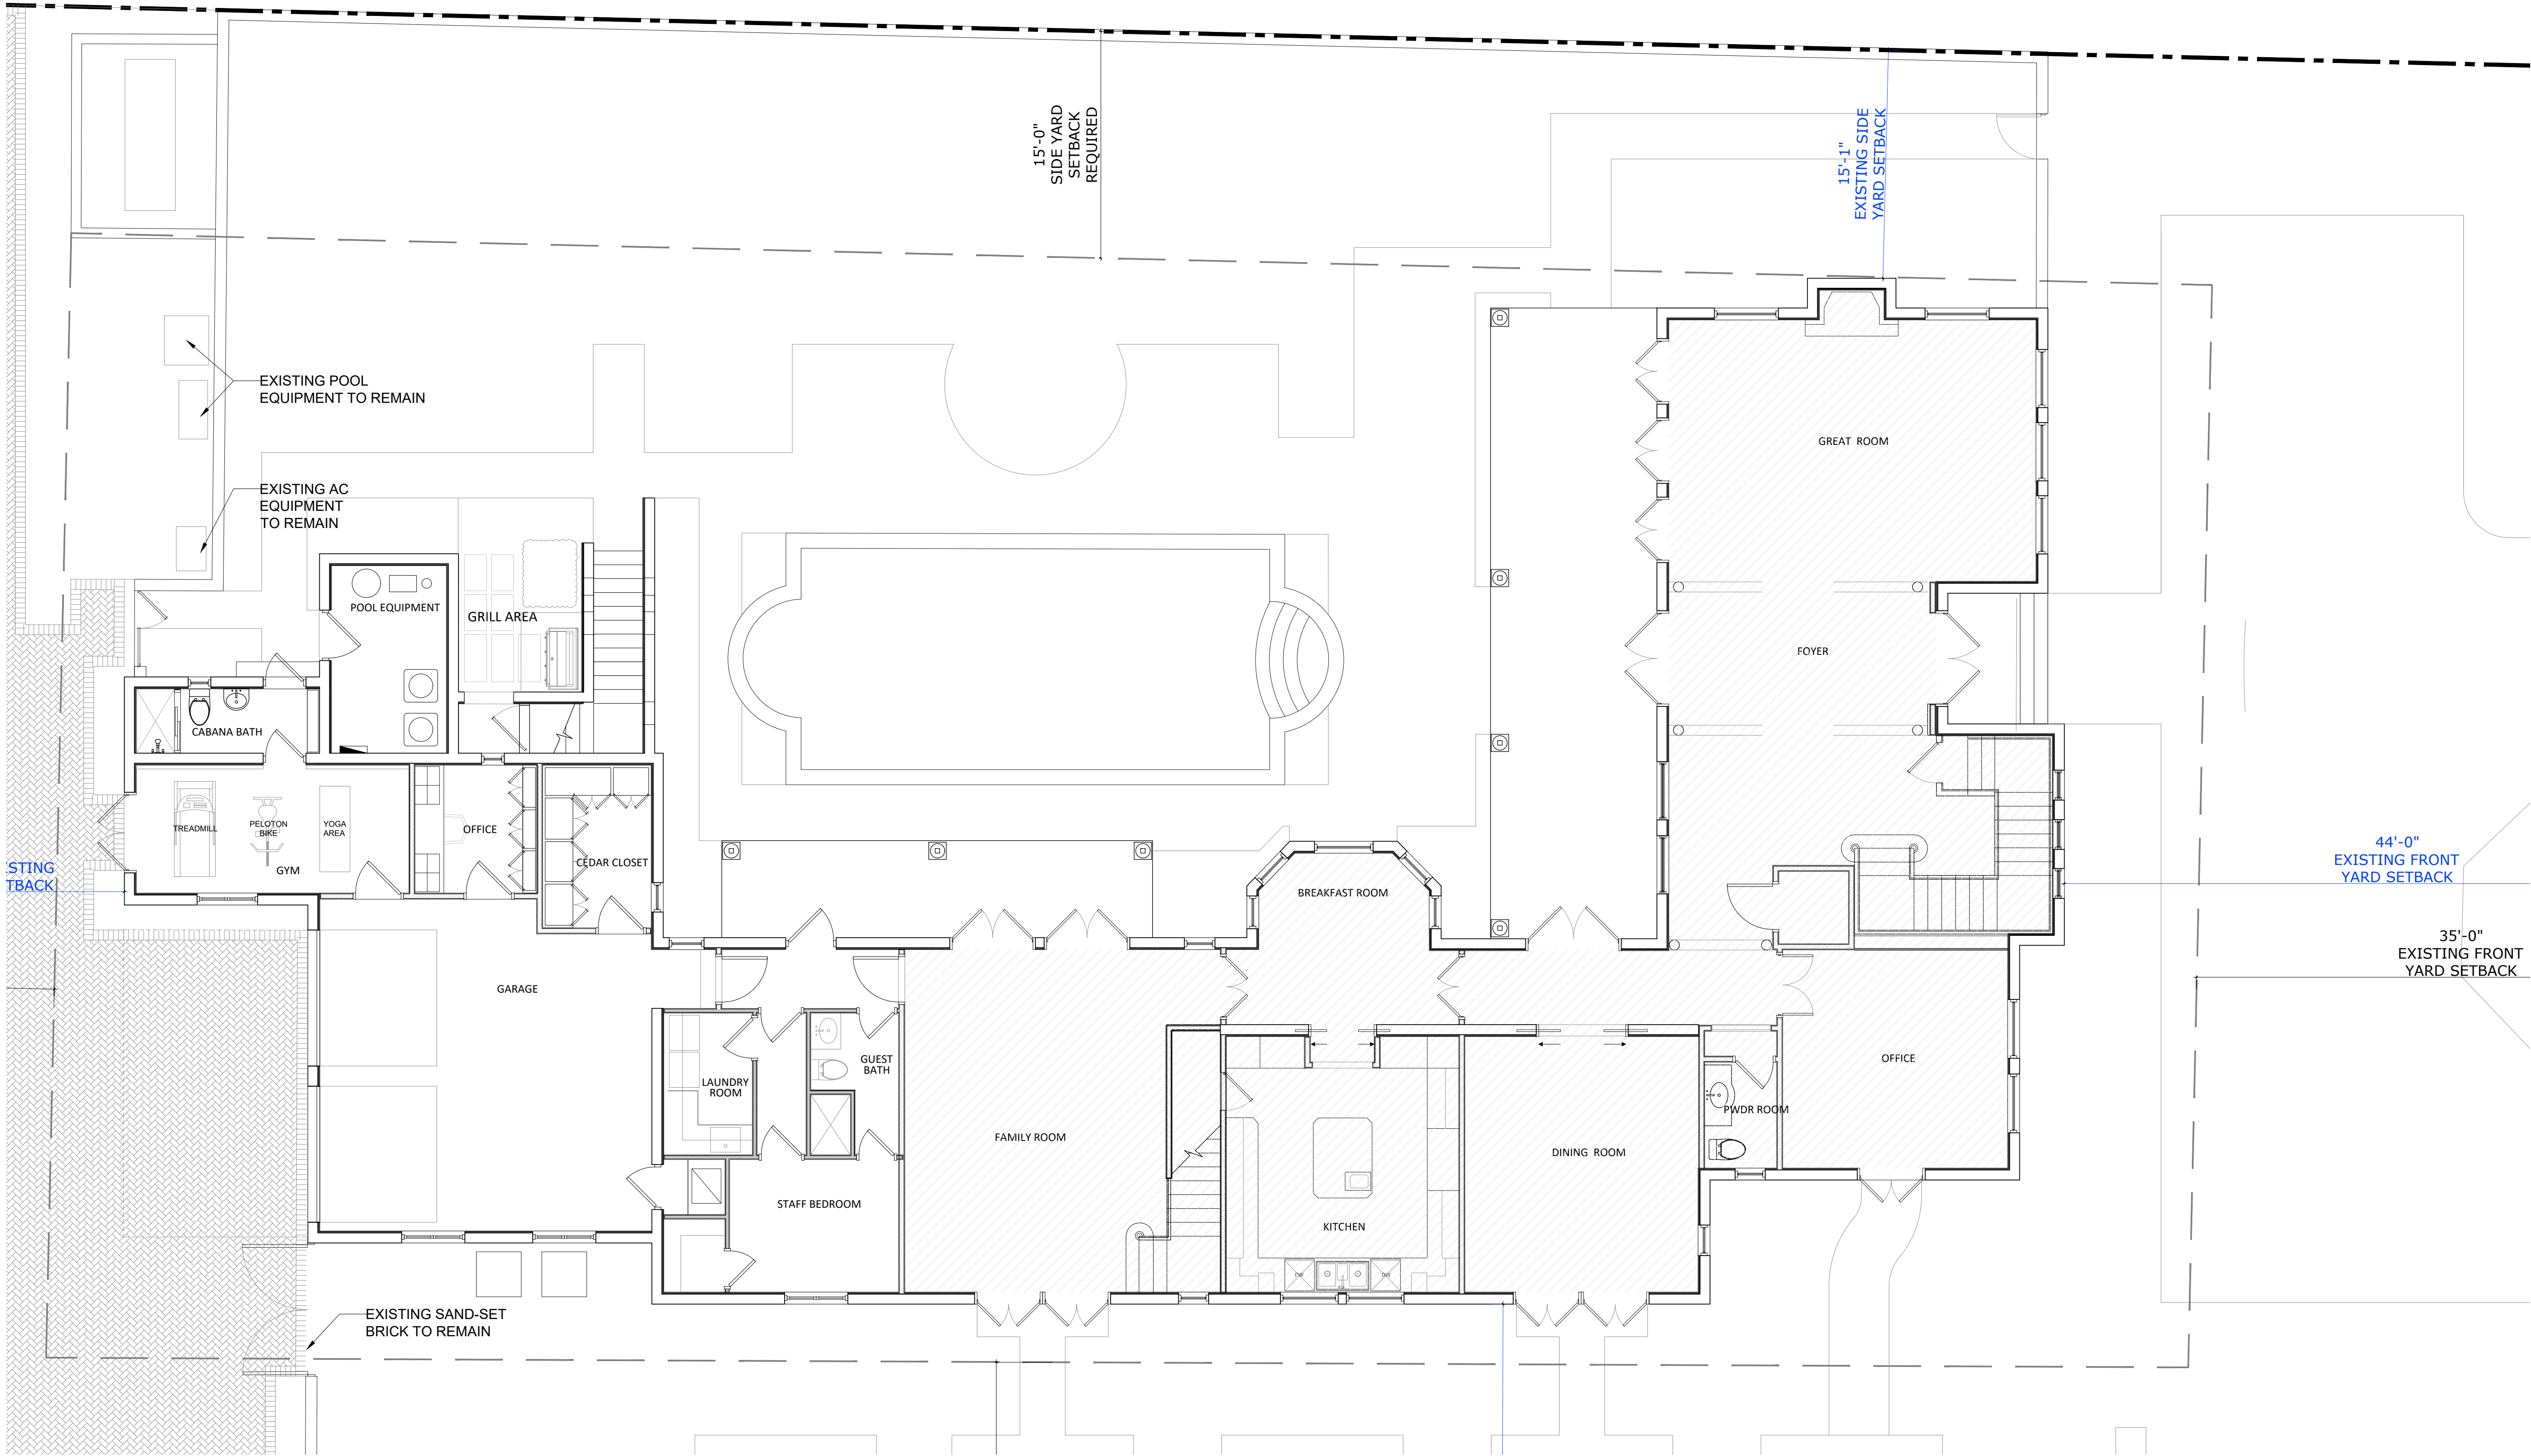 15'-0"
SIDE YARD
SETBACK
REQUIRED
15'-1"
EXISTING SIDE
YARD SETBACK
EXISTING POOL
EQUIPMENT TO REMAIN
GREAT ROOM
EXISTING AC
EQUIPMENT
TO REMAIN
POOL EQUIPMENT
GRILL AREA
FOYER
CABANA BATH
TREADMILL
PELOTON
BIKE
YOGA
AREA
GYM
OFFICE
CEDAR CLOSET
BREAKFAST ROOM
STING
TBACK
44'-0"
EXISTING FRONT
YARD SETBACK
35'-0"
EXISTING FRONT
YARD SETBACK
GARAGE
LAUNDRY
ROOM
GUEST
BATH
OFFICE
PWDR ROOM
FAMILY ROOM
DINING ROOM
STAFF BEDROOM
KITCHEN
DW
DW
EXISTING SAND-SET
BRICK TO REMAIN